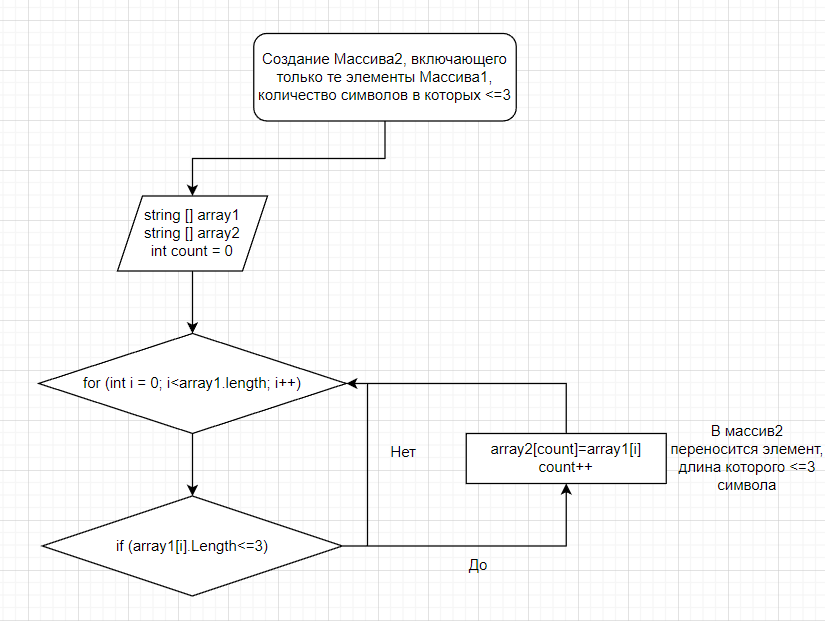 Создание Массива2, включающего
только те элементы Массива1,
количество символов в которых <=3
string [] array1
string [] array2
int count = 0
for (int i = 0; i<array1.length; i++)
Нет
array2[count]=array1[i]
count++
В массив2
переносится элемент,
длина которого <=3
символа
if (array1[i].Length<=3)
До